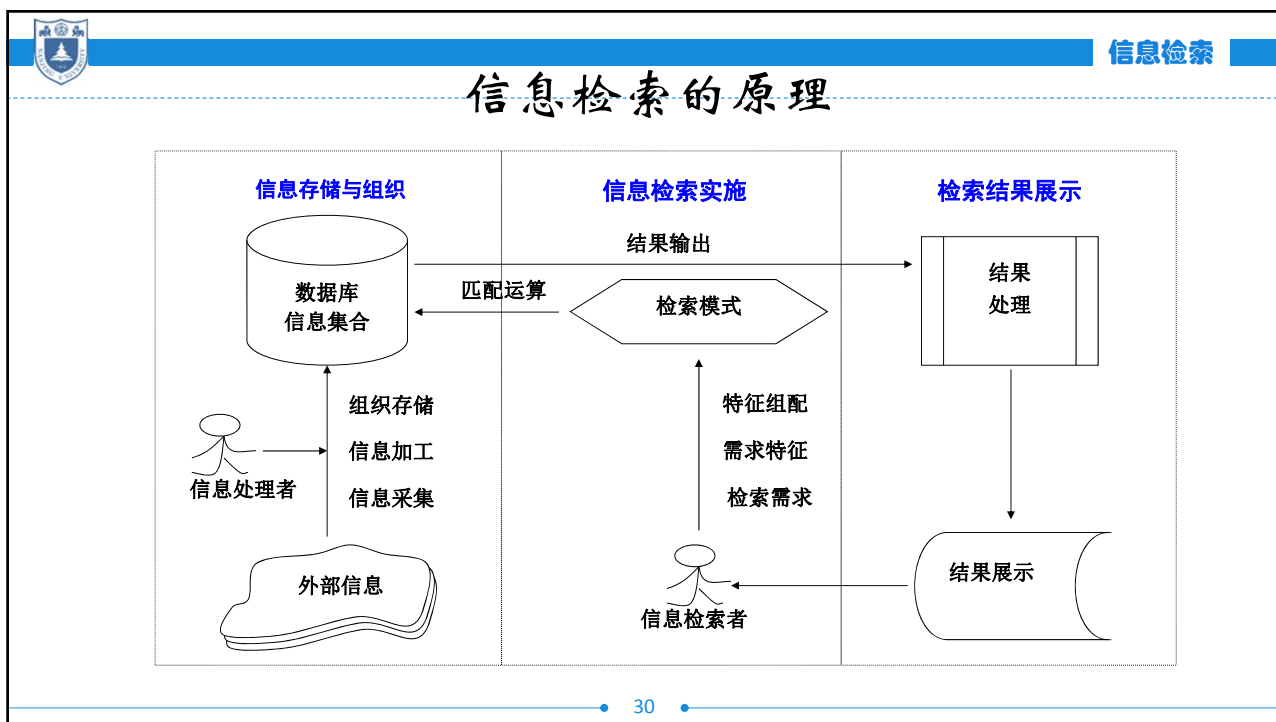 信息检索
信息检索的原理
信息存储与组织
信息检索实施
检索结果展示
结果输出
匹配运算
数据库
信息集合
检索模式
结果
处理
组织存储
信息加工
信息采集
信息处理者
外部信息
特征组配
需求特征
检索需求
信息检索者
结果展示
30